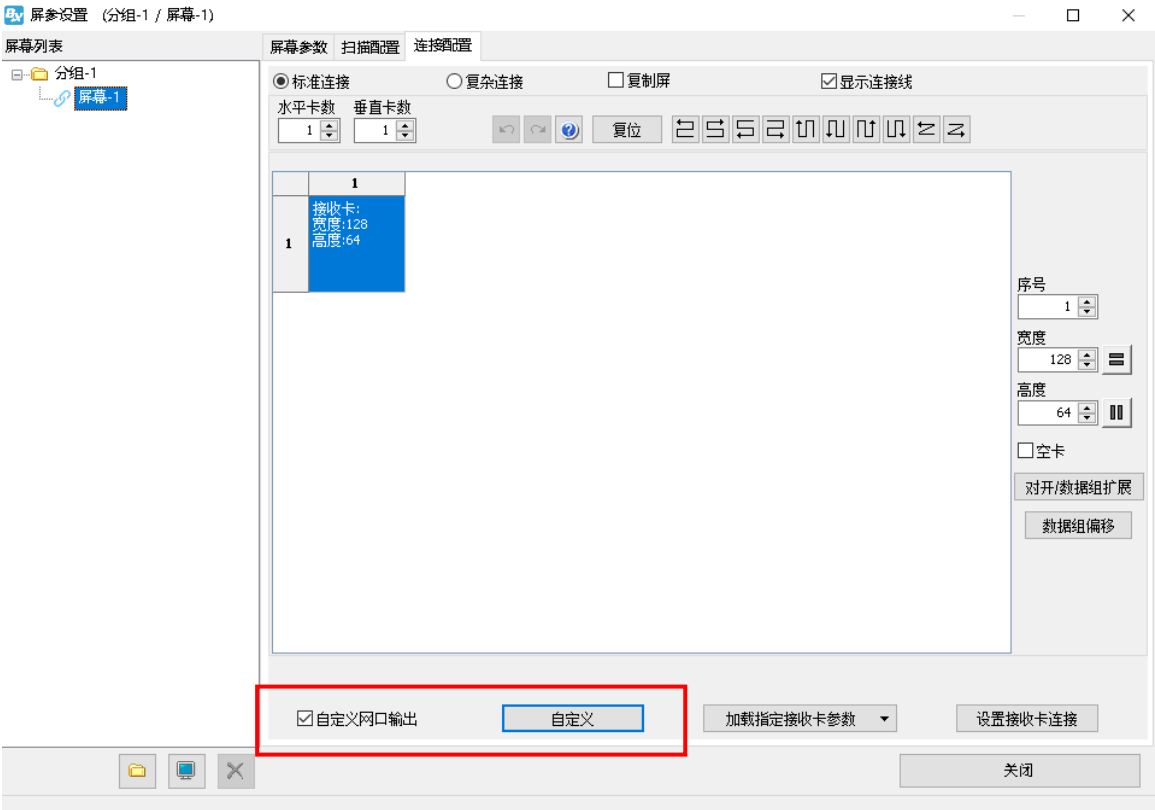 屏参设置 (分组-1 / 屏幕-1)
屏幕列表
分组-1
屏幕-1
屏幕参数 扫描配置 连接配置
标准连接 复杂连接 复制屏 显示连接线
水平卡数 垂直卡数
1 1 复位
1
1
接收卡:
宽度:128
高度:64
序号
1
宽度
128
高度
64
空卡
对开/数据组扩展
数据组偏移
自定义网口输出 自定义 加载指定接收卡参数 设置接收卡连接
关闭